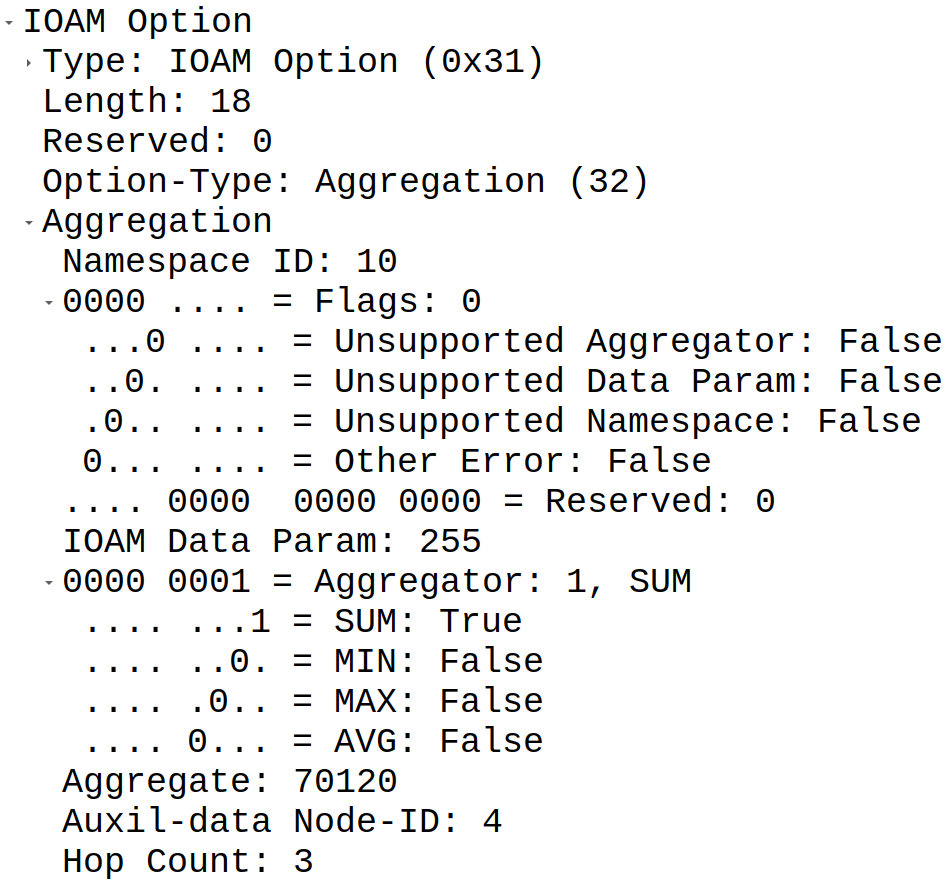 IOAM Option
Type: IOAM Option (0x31)
Length: 18
Reserved: 0
Option-Type: Aggregation (32)
Aggregation
Namespace ID: 10
0000 .... = Flags: 0
...0 .... = Unsupported Aggregator: False
..0. .... = Unsupported Data Param: False
.0.. .... = Unsupported Namespace: False
0... .... = Other Error: False
.... 0000  0000 0000 = Reserved: 0
IOAM Data Param: 255
0000 0001 = Aggregator: 1, SUM
.... ...1 = SUM: True
.... ..0. = MIN: False
.... .0.. = MAX: False
.... 0... = AVG: False
Aggregate: 70120
Auxil-data Node-ID: 4
Hop Count: 3